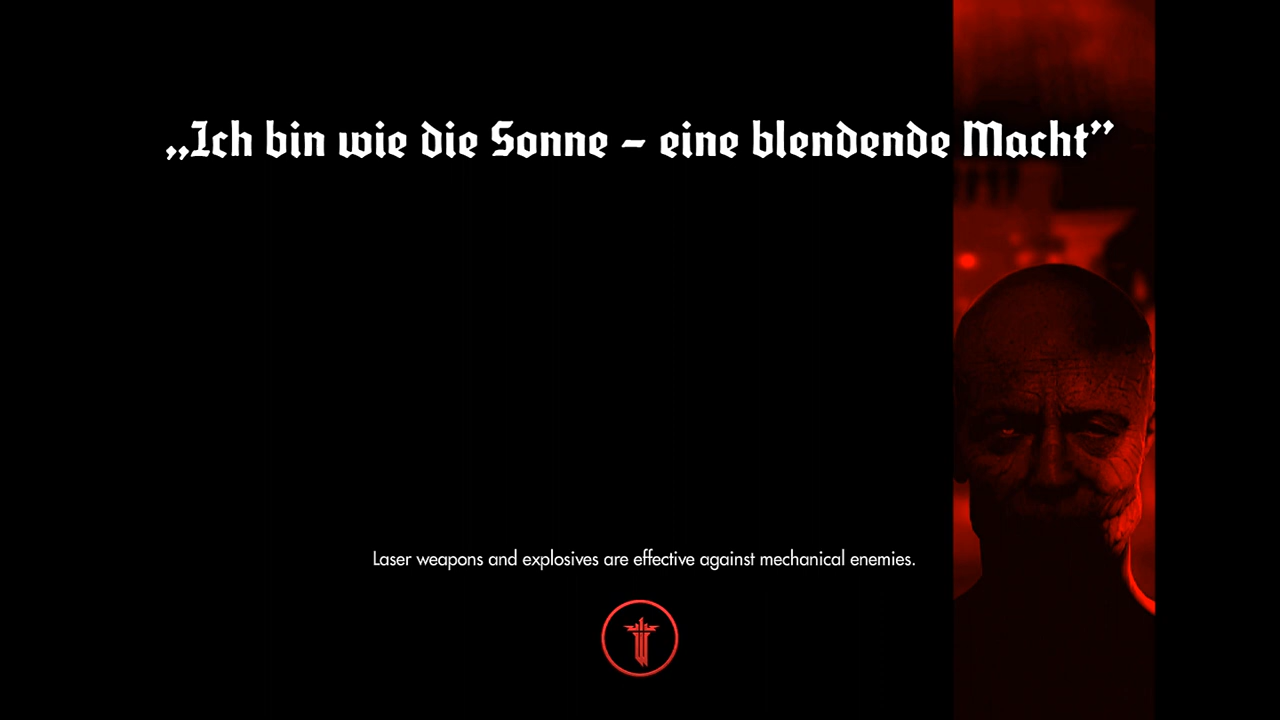 „Ich bin wie die Sonne – eine blendende Macht”
Laser weapons and explosives are effective against mechanical enemies.